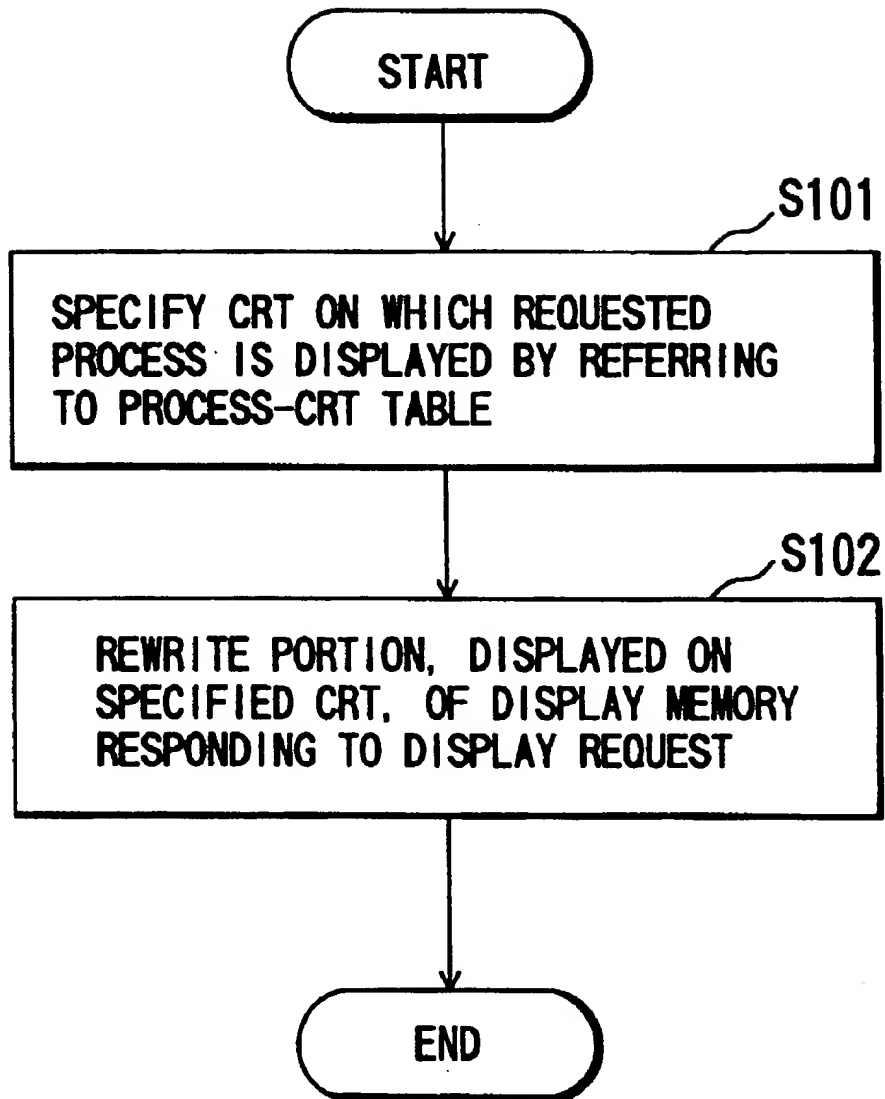 START
S101
SPECIFY CRT ON WHICH REQUESTED
PROCESS IS DISPLAYED BY REFERRING
TO PROCESS-CRT TABLE
S102
REWRITE PORTION, DISPLAYED ON
SPECIFIED CRT, OF DISPLAY MEMORY
RESPONDING TO DISPLAY REQUEST
END